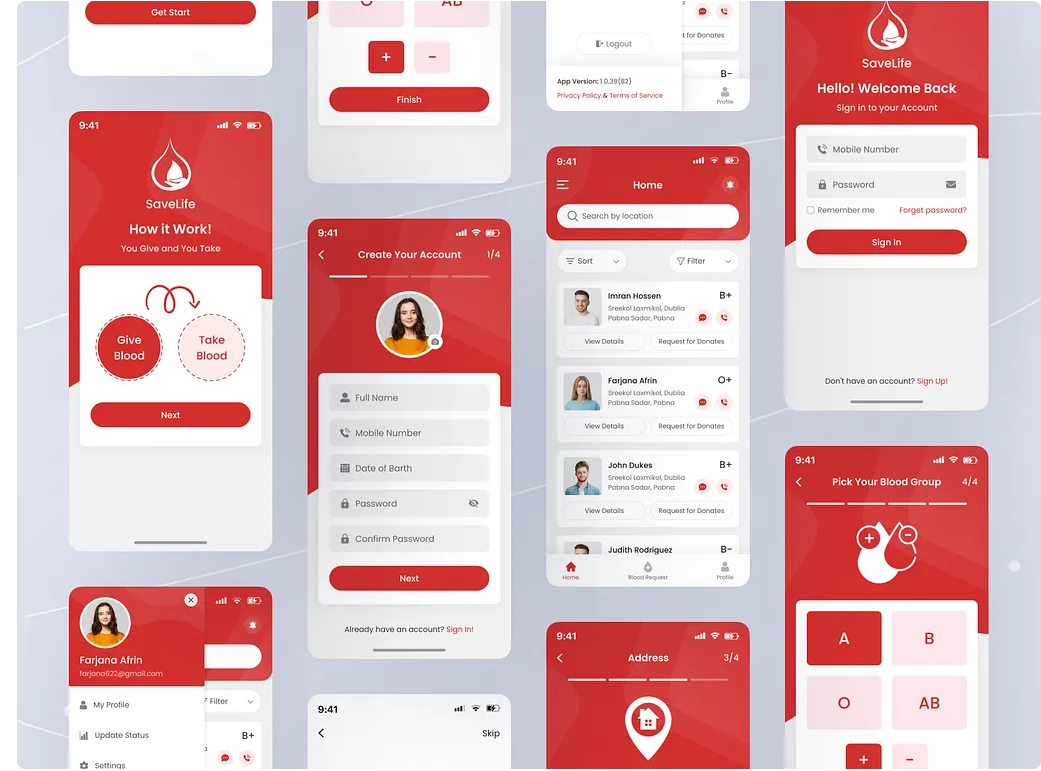 Get Start
9:41
SaveLife
How it Work!
You Give and You Take
Give
Blood
Take
Blood
Next
Farjana Afrin
farjana622@gmail.com
My Profile
Update Status
Settings
Filter
B+
O
AB
+
−
Finish
9:41
Create Your Account
1/4
Full Name
Mobile Number
Date of Barth
Password
Confirm Password
Next
Already have an account? Sign In!
9:41
Skip
Logout
App Version: 1.0.39(82)
Privacy Policy & Terms of Service
t for Donates
B−
Profile
9:41
Home
Search by location
Sort
Filter
Imran Hossen
B+
Sreekol Laxmikol, Dublia
Pabna Sadar, Pabna
View Details
Request for Donates
Farjana Afrin
O+
Sreekol Laxmikol, Dublia
Pabna Sadar, Pabna
View Details
Request for Donates
John Dukes
B+
Sreekol Laxmikol, Dublia
Pabna Sadar, Pabna
View Details
Request for Donates
Judith Rodriguez
B−
Home
Blood Request
Profile
9:41
Address
3/4
SaveLife
Hello! Welcome Back
Sign in to your Account
Mobile Number
Password
Remember me
Forget password?
Sign In
Don't have an account? Sign Up!
9:41
Pick Your Blood Group
4/4
+
−
A
B
O
AB
+
−